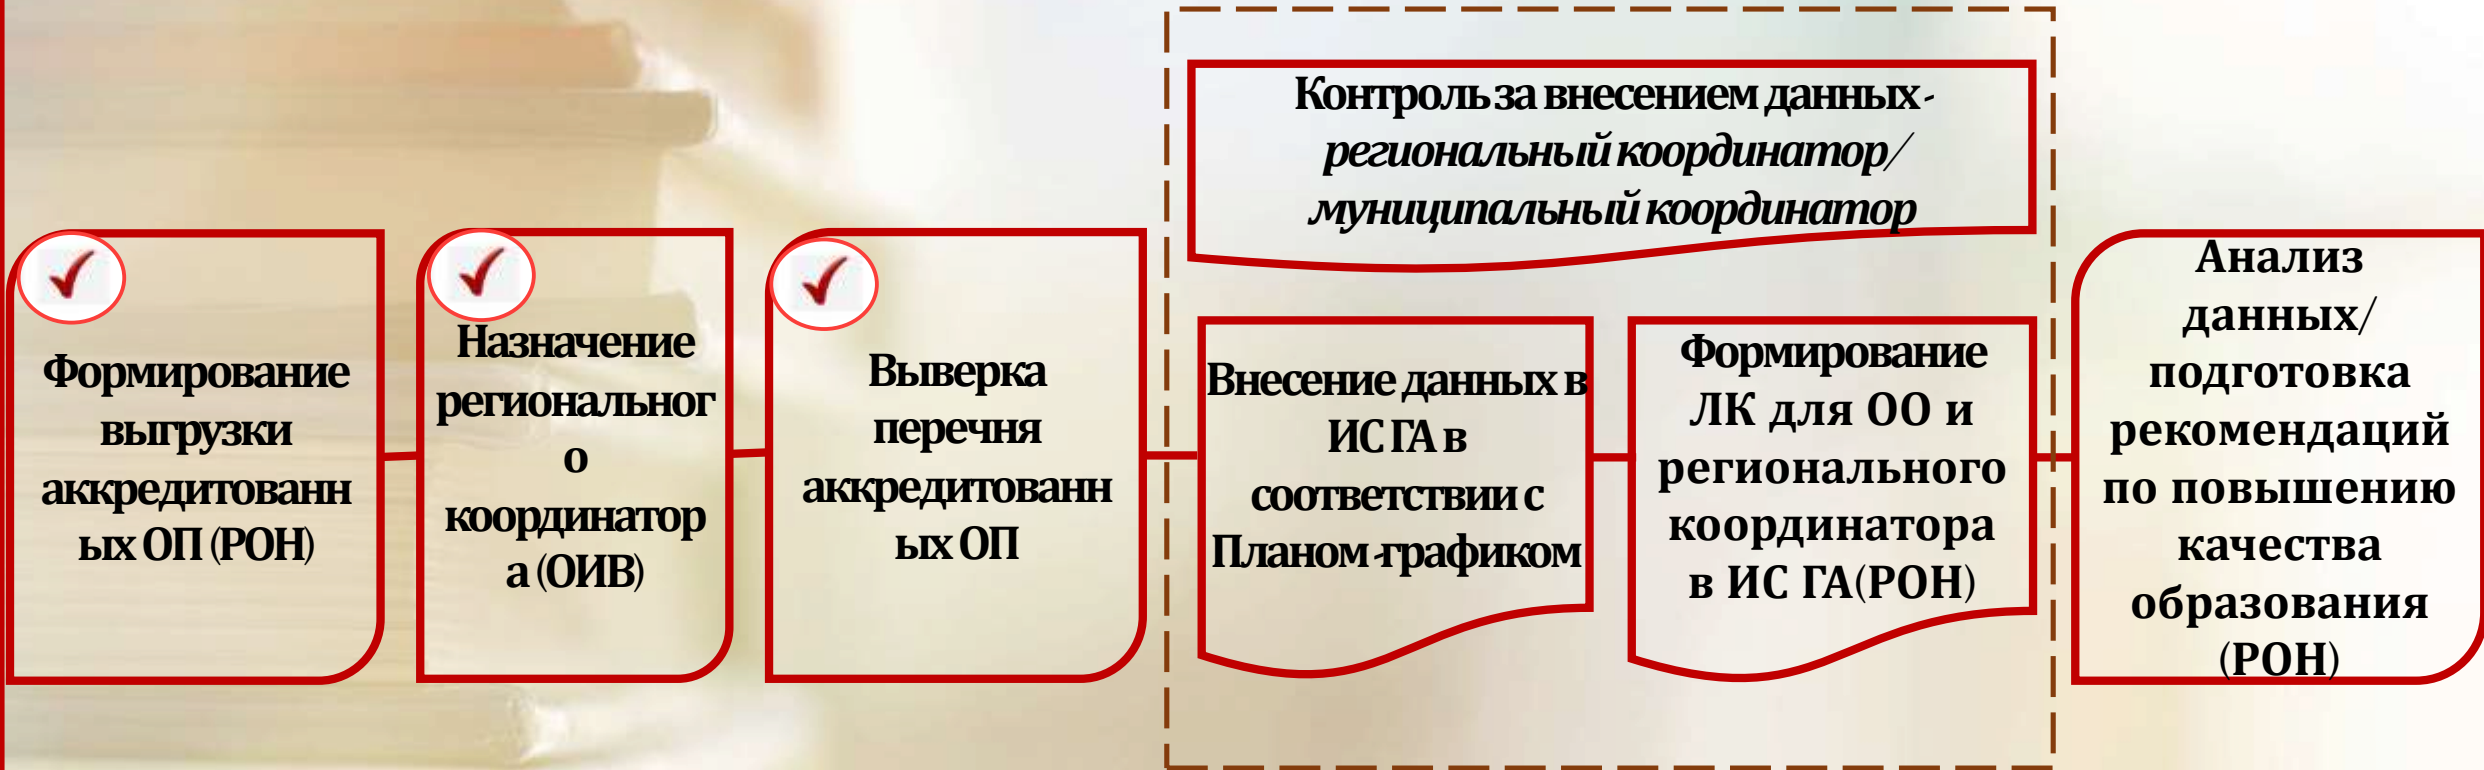 Формирование
выгрузки
аккредитованн
ых ОП (РОН)
Назначение
региональног
о
координатор
а (ОИВ)
Выверка
перечня
аккредитованн
ых ОП
Контроль за внесением данных -
региональный координатор/
муниципальный координатор
Внесение данных в
ИС ГА в
соответствии с
Планом-графиком
Формирование
ЛК для ОО и
регионального
координатора
в ИС ГА(РОН)
Анализ
данных/
подготовка
рекомендаций
по повышению
качества
образования
(РОН)